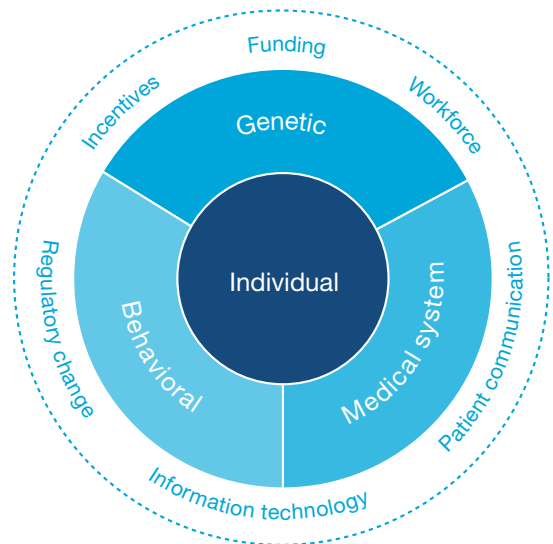 Funding
Incentives
Workforce
Genetic
Individual
Behavioral
Medical system
Regulatory change
Patient communication
Information technology